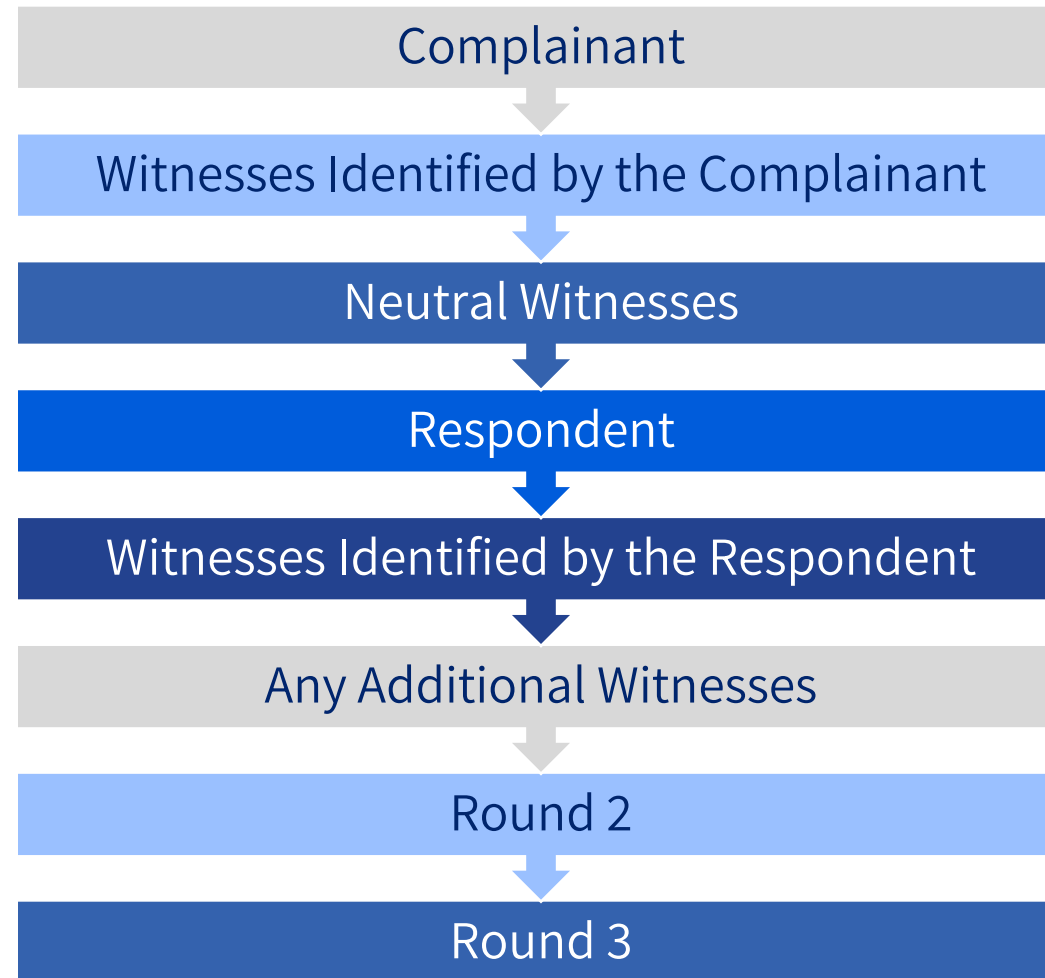 Complainant
Witnesses Identified by the Complainant
Neutral Witnesses
Respondent
Witnesses Identified by the Respondent
Any Additional Witnesses
Round 2
Round 3